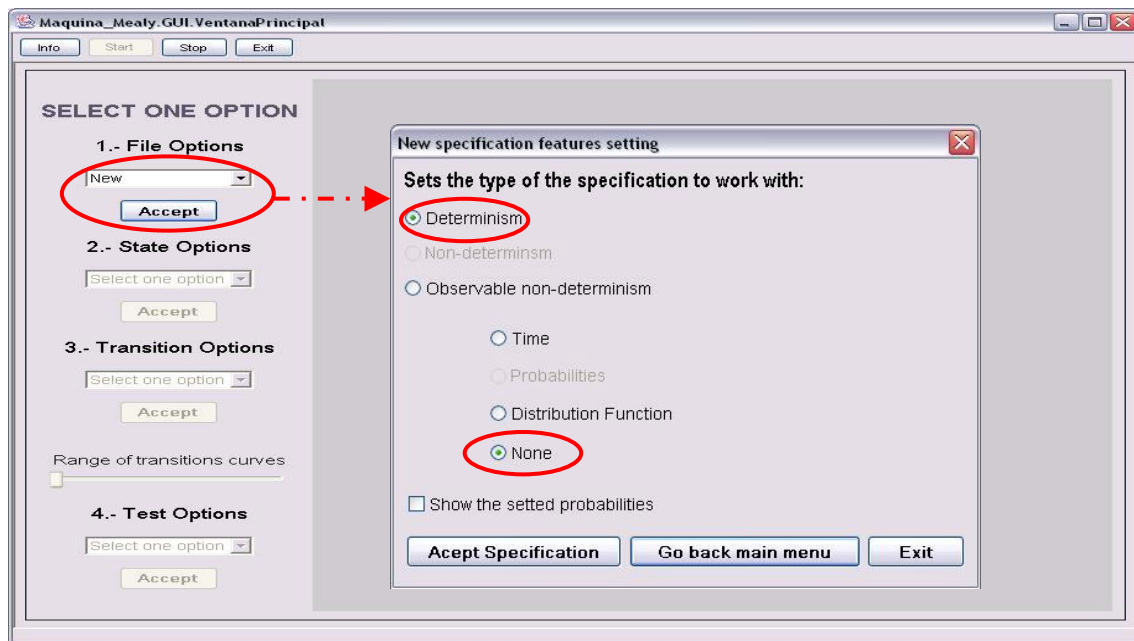 Maquina_Mealy.GUI.VentanaPrincipal
Info Start Stop Exit
SELECT ONE OPTION
1.- File Options
New
Accept
2.- State Options
Select one option
Accept
3.- Transition Options
Select one option
Accept
Range of transitions curves
4.- Test Options
Select one option
Accept
New specification features setting
Sets the type of the specification to work with:
Determinism
Non-determinsm
Observable non-determinism
Time
Probabilities
Distribution Function
None
Show the setted probabilities
Acept Specification Go back main menu Exit